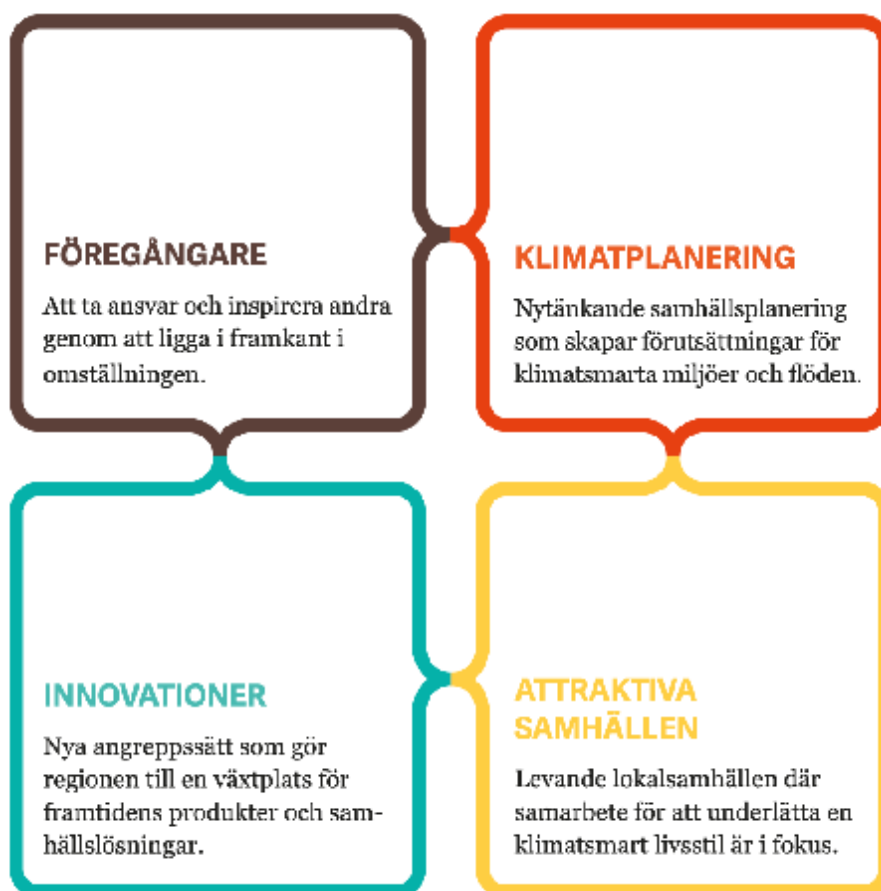 FÖREGÅNGARE
Att ta ansvar och inspirera andra
genom att ligga i framkant i
omställningen.
KLIMATPLANERING
Nytänkande samhällsplanering
som skapar förutsättningar för
klimatsmarta miljöer och flöden.
INNOVATIONER
Nya angreppssätt som gör
regionen till en växtplats för
framtidens produkter och sam-
hällslösningar.
ATTRAKTIVA
SAMHÄLLEN
Levande lokalsamhällen där
samarbete för att underlätta en
klimatsmart livsstil är i fokus.